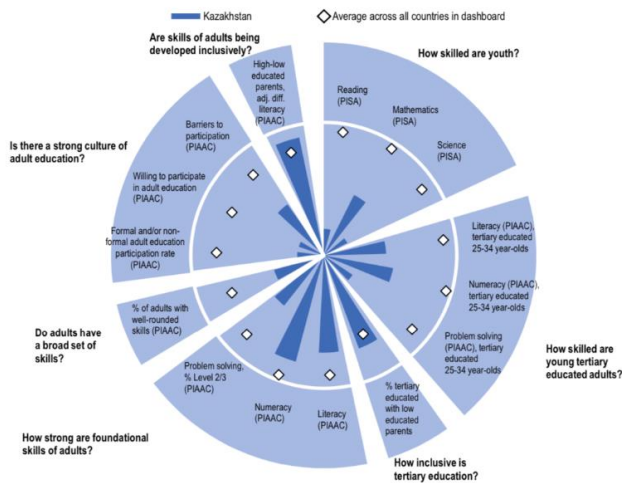 Kazakhstan
Average across all countries in dashboard
Are skills of adults being
developed inclusively?
How skilled are youth?
High-low
educated
parents,
adj. diff.
literacy
(PIAAC)
Reading
(PISA)
Mathematics
(PISA)
Science
(PISA)
Is there a strong culture of
adult education?
Barriers to
participation
(PIAAC)
Willing to participate
in adult education
(PIAAC)
Formal and/or non-
formal adult education
participation rate
(PIAAC)
Literacy (PIAAC),
tertiary educated
25-34 year-olds
Numeracy (PIAAC),
tertiary educated
25-34 year-olds
Problem solving
(PIAAC), tertiary
educated
25-34 year-olds
How skilled are
young tertiary
educated adults?
% of adults with
well-rounded
skills (PIAAC)
Do adults have
a broad set of
skills?
Problem solving,
% Level 2/3
(PIAAC)
Numeracy
(PIAAC)
Literacy
(PIAAC)
% tertiary
educated
with low
educated
parents
How strong are foundational
skills of adults?
How inclusive is
tertiary education?